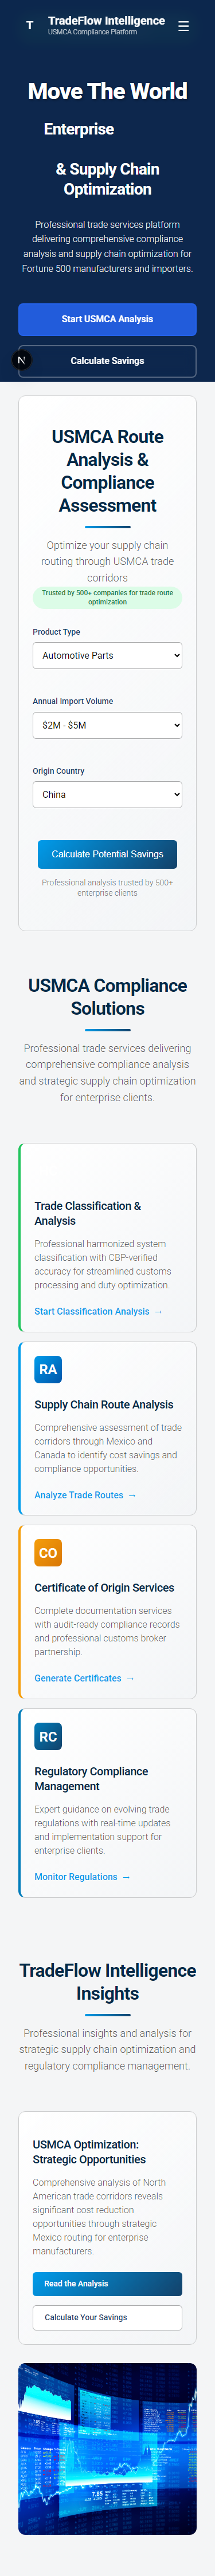 T
TradeFlow Intelligence
USMCA Compliance Platform
Move The World
Enterprise
& Supply Chain
Optimization
Professional trade services platform
delivering comprehensive compliance
analysis and supply chain optimization for
Fortune 500 manufacturers and importers.
Start USMCA Analysis
N
Calculate Savings
USMCA Route
Analysis &
Compliance
Assessment
Optimize your supply chain
routing through USMCA trade
corridors
Trusted by 500+ companies for trade route
optimization
Product Type
Automotive Parts
Annual Import Volume
$2M - $5M
Origin Country
China
Calculate Potential Savings
Professional analysis trusted by 500+
enterprise clients
USMCA Compliance
Solutions
Professional trade services delivering
comprehensive compliance analysis
and strategic supply chain optimization
for enterprise clients.
Trade Classification &
Analysis
Professional harmonized system
classification with CBP-verified
accuracy for streamlined customs
processing and duty optimization.
Start Classification Analysis →
RA
Supply Chain Route Analysis
Comprehensive assessment of trade
corridors through Mexico and
Canada to identify cost savings and
compliance opportunities.
Analyze Trade Routes →
CO
Certificate of Origin Services
Complete documentation services
with audit-ready compliance records
and professional customs broker
partnership.
Generate Certificates →
RC
Regulatory Compliance
Management
Expert guidance on evolving trade
regulations with real-time updates
and implementation support for
enterprise clients.
Monitor Regulations →
TradeFlow Intelligence
Insights
Professional insights and analysis for
strategic supply chain optimization and
regulatory compliance management.
USMCA Optimization:
Strategic Opportunities
Comprehensive analysis of North
American trade corridors reveals
significant cost reduction
opportunities through strategic
Mexico routing for enterprise
manufacturers.
Read the Analysis
Calculate Your Savings
7.85